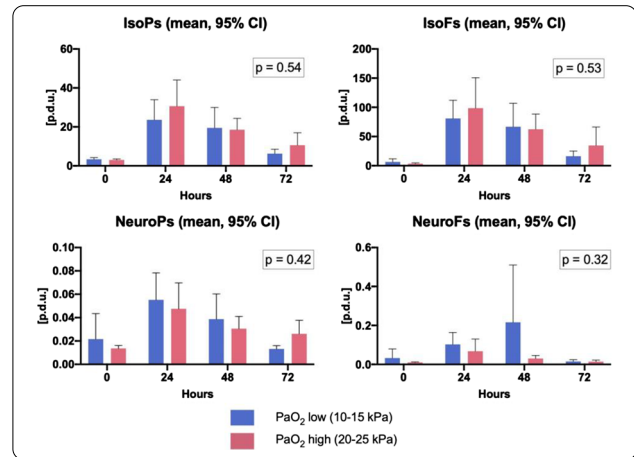 IsoPs (mean, 95% CI)
60
40
20
0
[p.d.u.]
p = 0.54
0 24 48 72
Hours
IsoFs (mean, 95% CI)
200
150
100
50
0
[p.d.u.]
p = 0.53
0 24 48 72
Hours
NeuroPs (mean, 95% CI)
0.10
0.08
0.06
0.04
0.02
0.00
[p.d.u.]
p = 0.42
0 24 48 72
Hours
NeuroFs (mean, 95% CI)
0.6
0.4
0.2
0.0
[p.d.u.]
p = 0.32
0 24 48 72
Hours
PaO₂ low (10-15 kPa)
PaO₂ high (20-25 kPa)